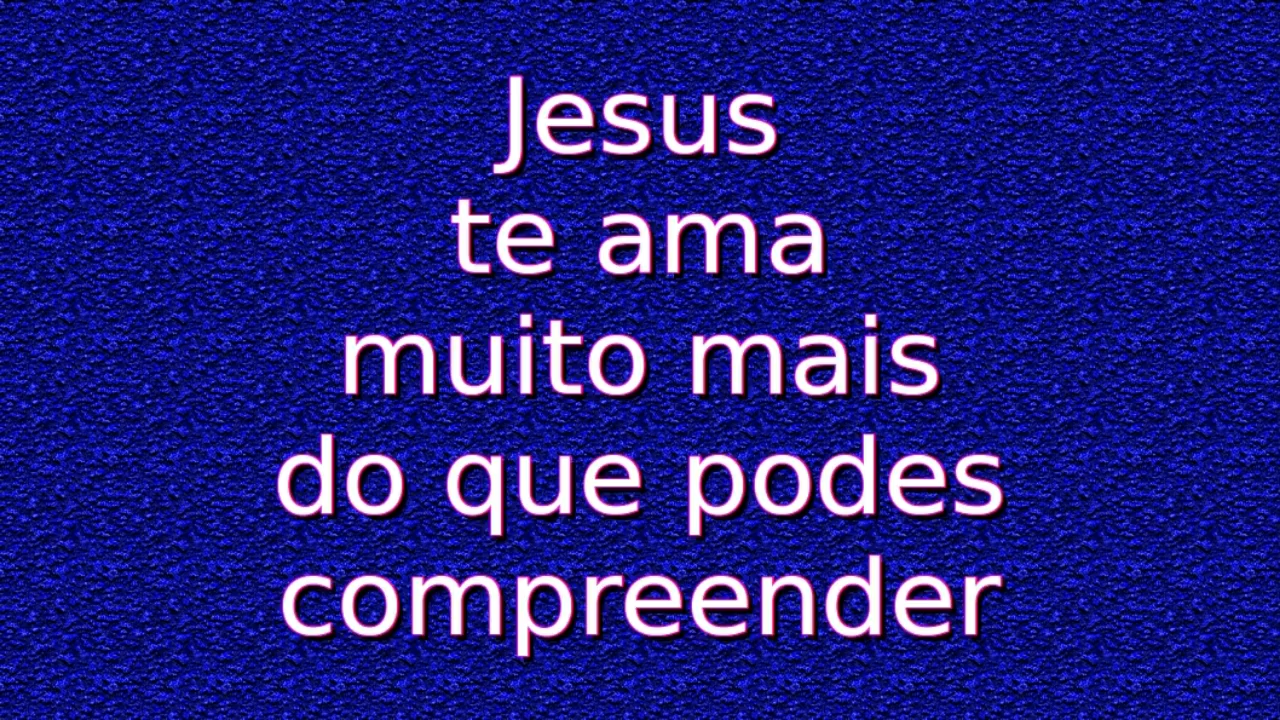 Jesus
te ama
muito mais
do que podes
compreender